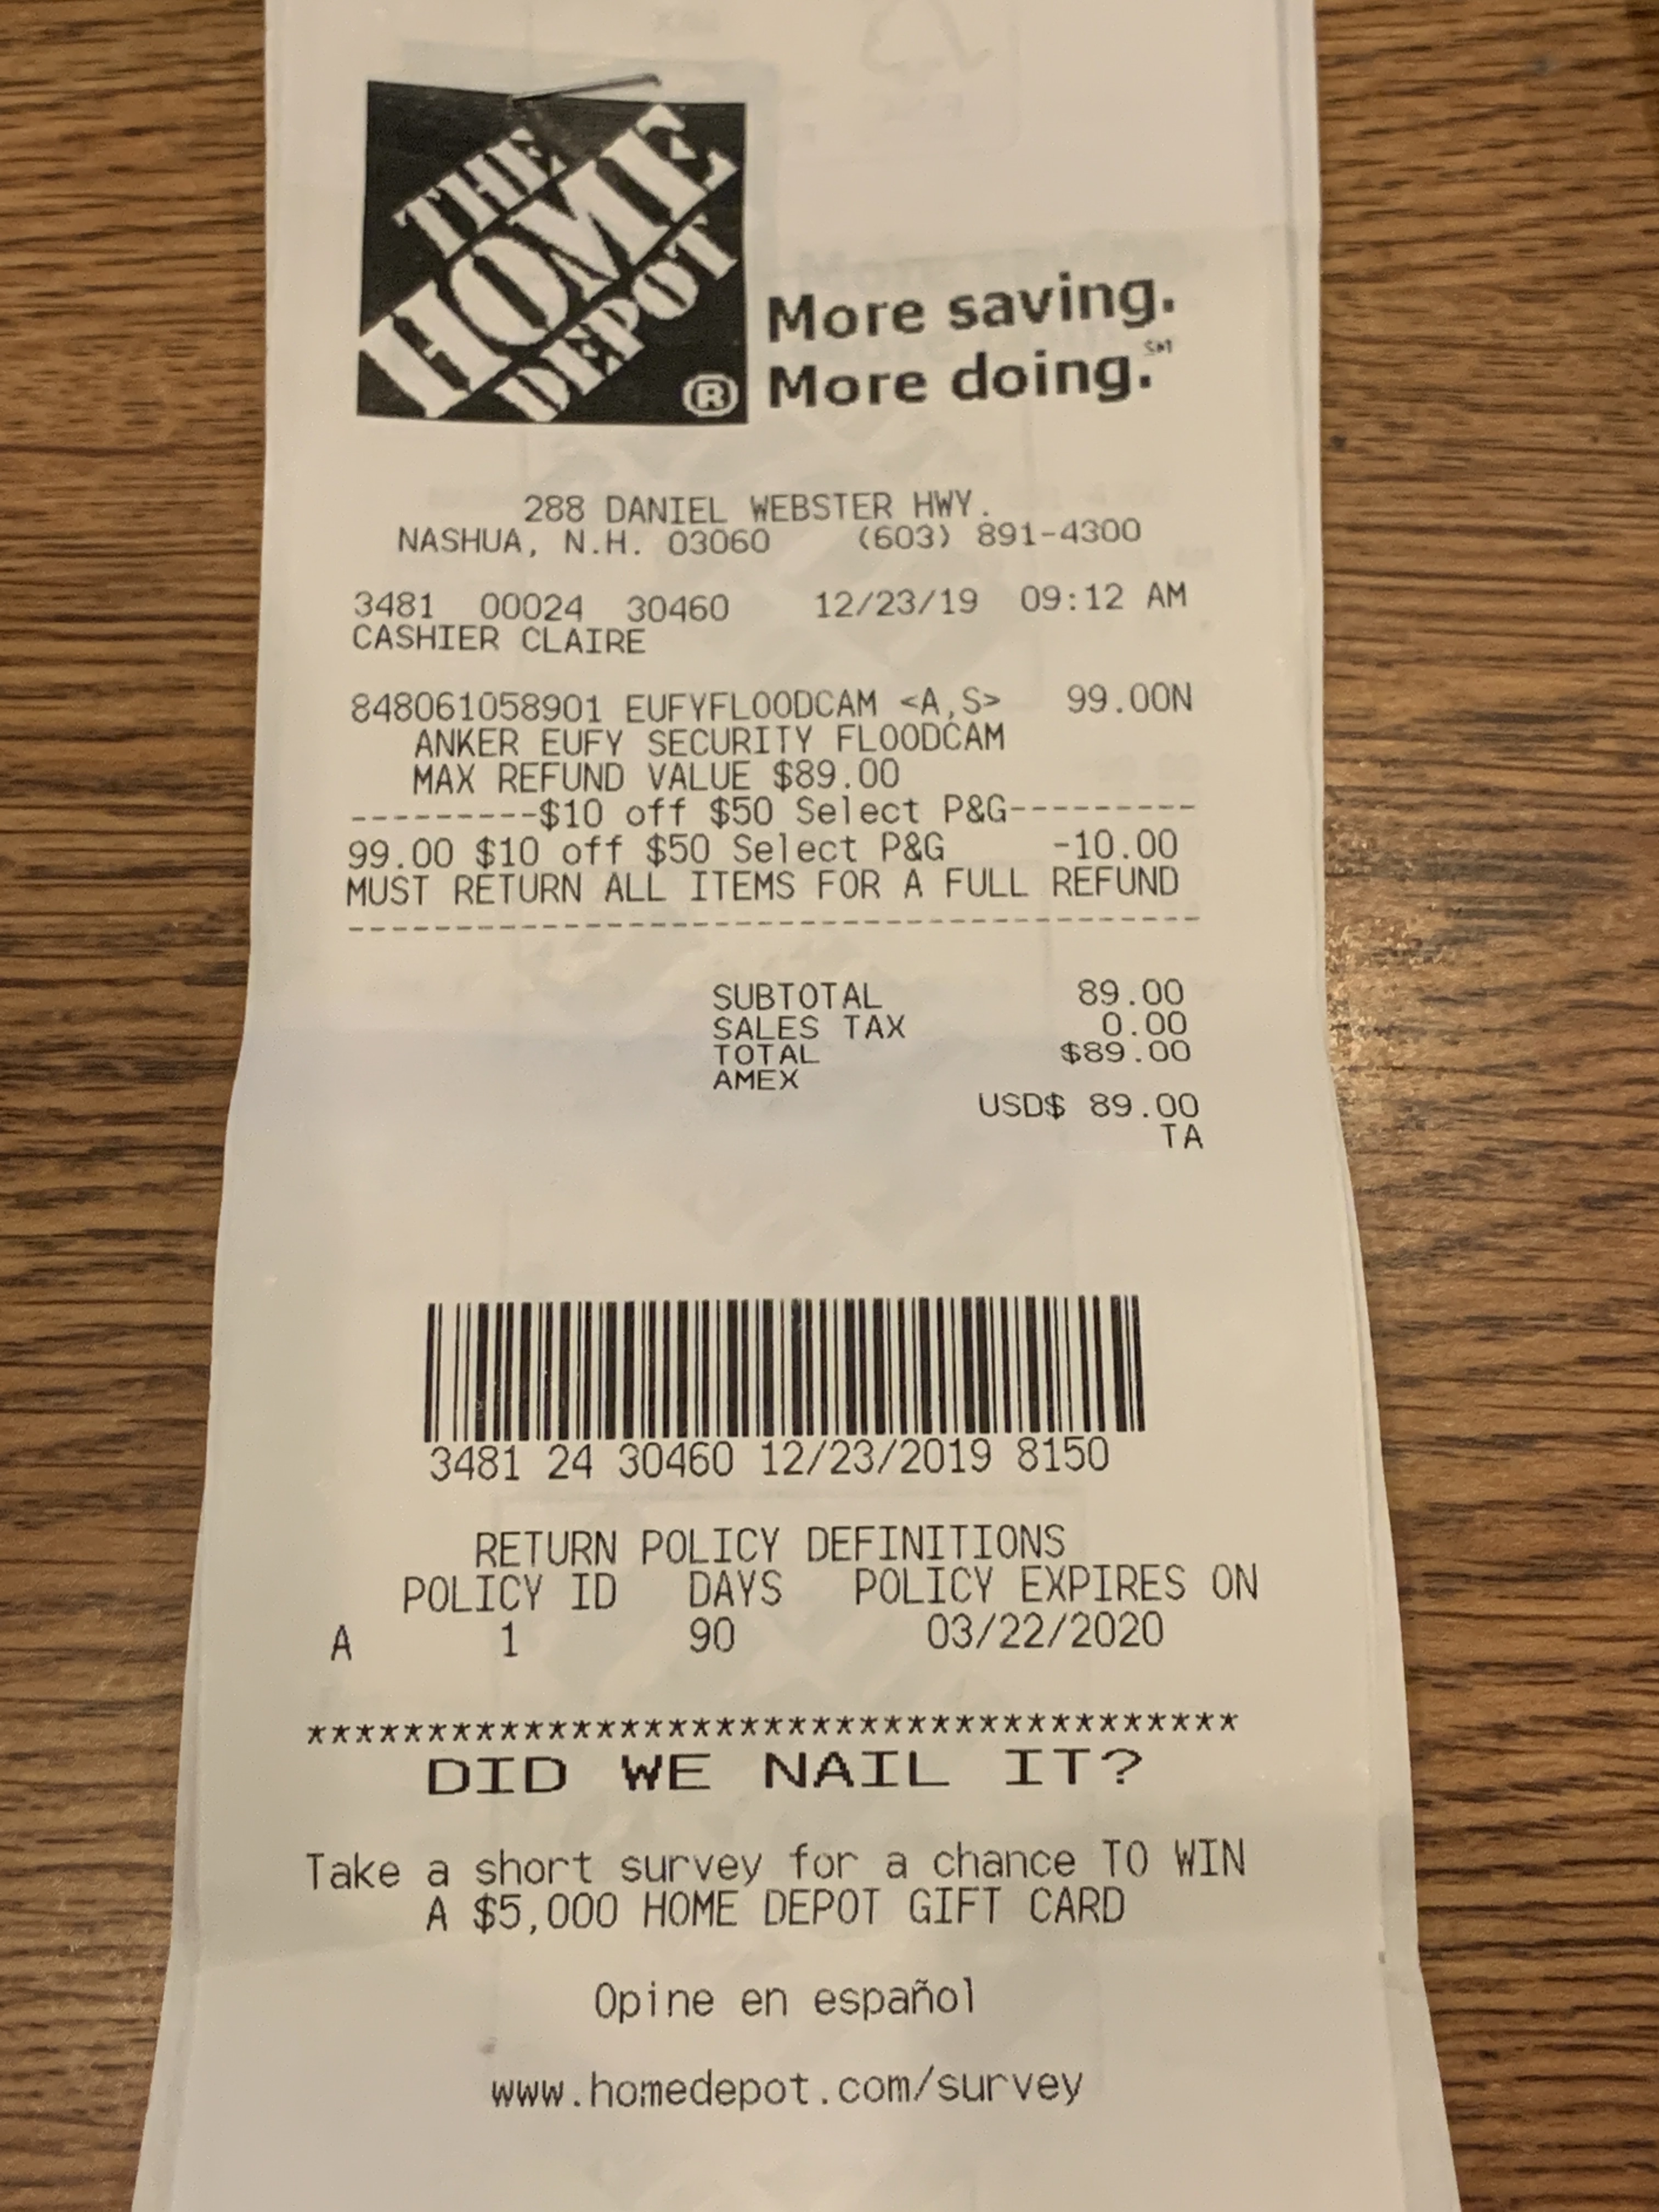 THE
HOME
DEPOT
®
More saving.
More doing.℠
288 DANIEL WEBSTER HWY.
NASHUA, N.H. 03060 (603) 891-4300
3481 00024 30460 12/23/19 09:12 AM
CASHIER CLAIRE
848061058901 EUFYFLOODCAM <A,S> 99.00N
ANKER EUFY SECURITY FLOODCAM
MAX REFUND VALUE $89.00
---------$10 off $50 Select P&G---------
99.00 $10 off $50 Select P&G -10.00
MUST RETURN ALL ITEMS FOR A FULL REFUND
----------------------------------------
SUBTOTAL 89.00
SALES TAX 0.00
TOTAL $89.00
AMEX
USD$ 89.00
TA
3481 24 30460 12/23/2019 8150
RETURN POLICY DEFINITIONS
POLICY ID DAYS POLICY EXPIRES ON
A 1 90 03/22/2020
***************************************
DID WE NAIL IT?
Take a short survey for a chance TO WIN
A $5,000 HOME DEPOT GIFT CARD
Opine en español
www.homedepot.com/survey